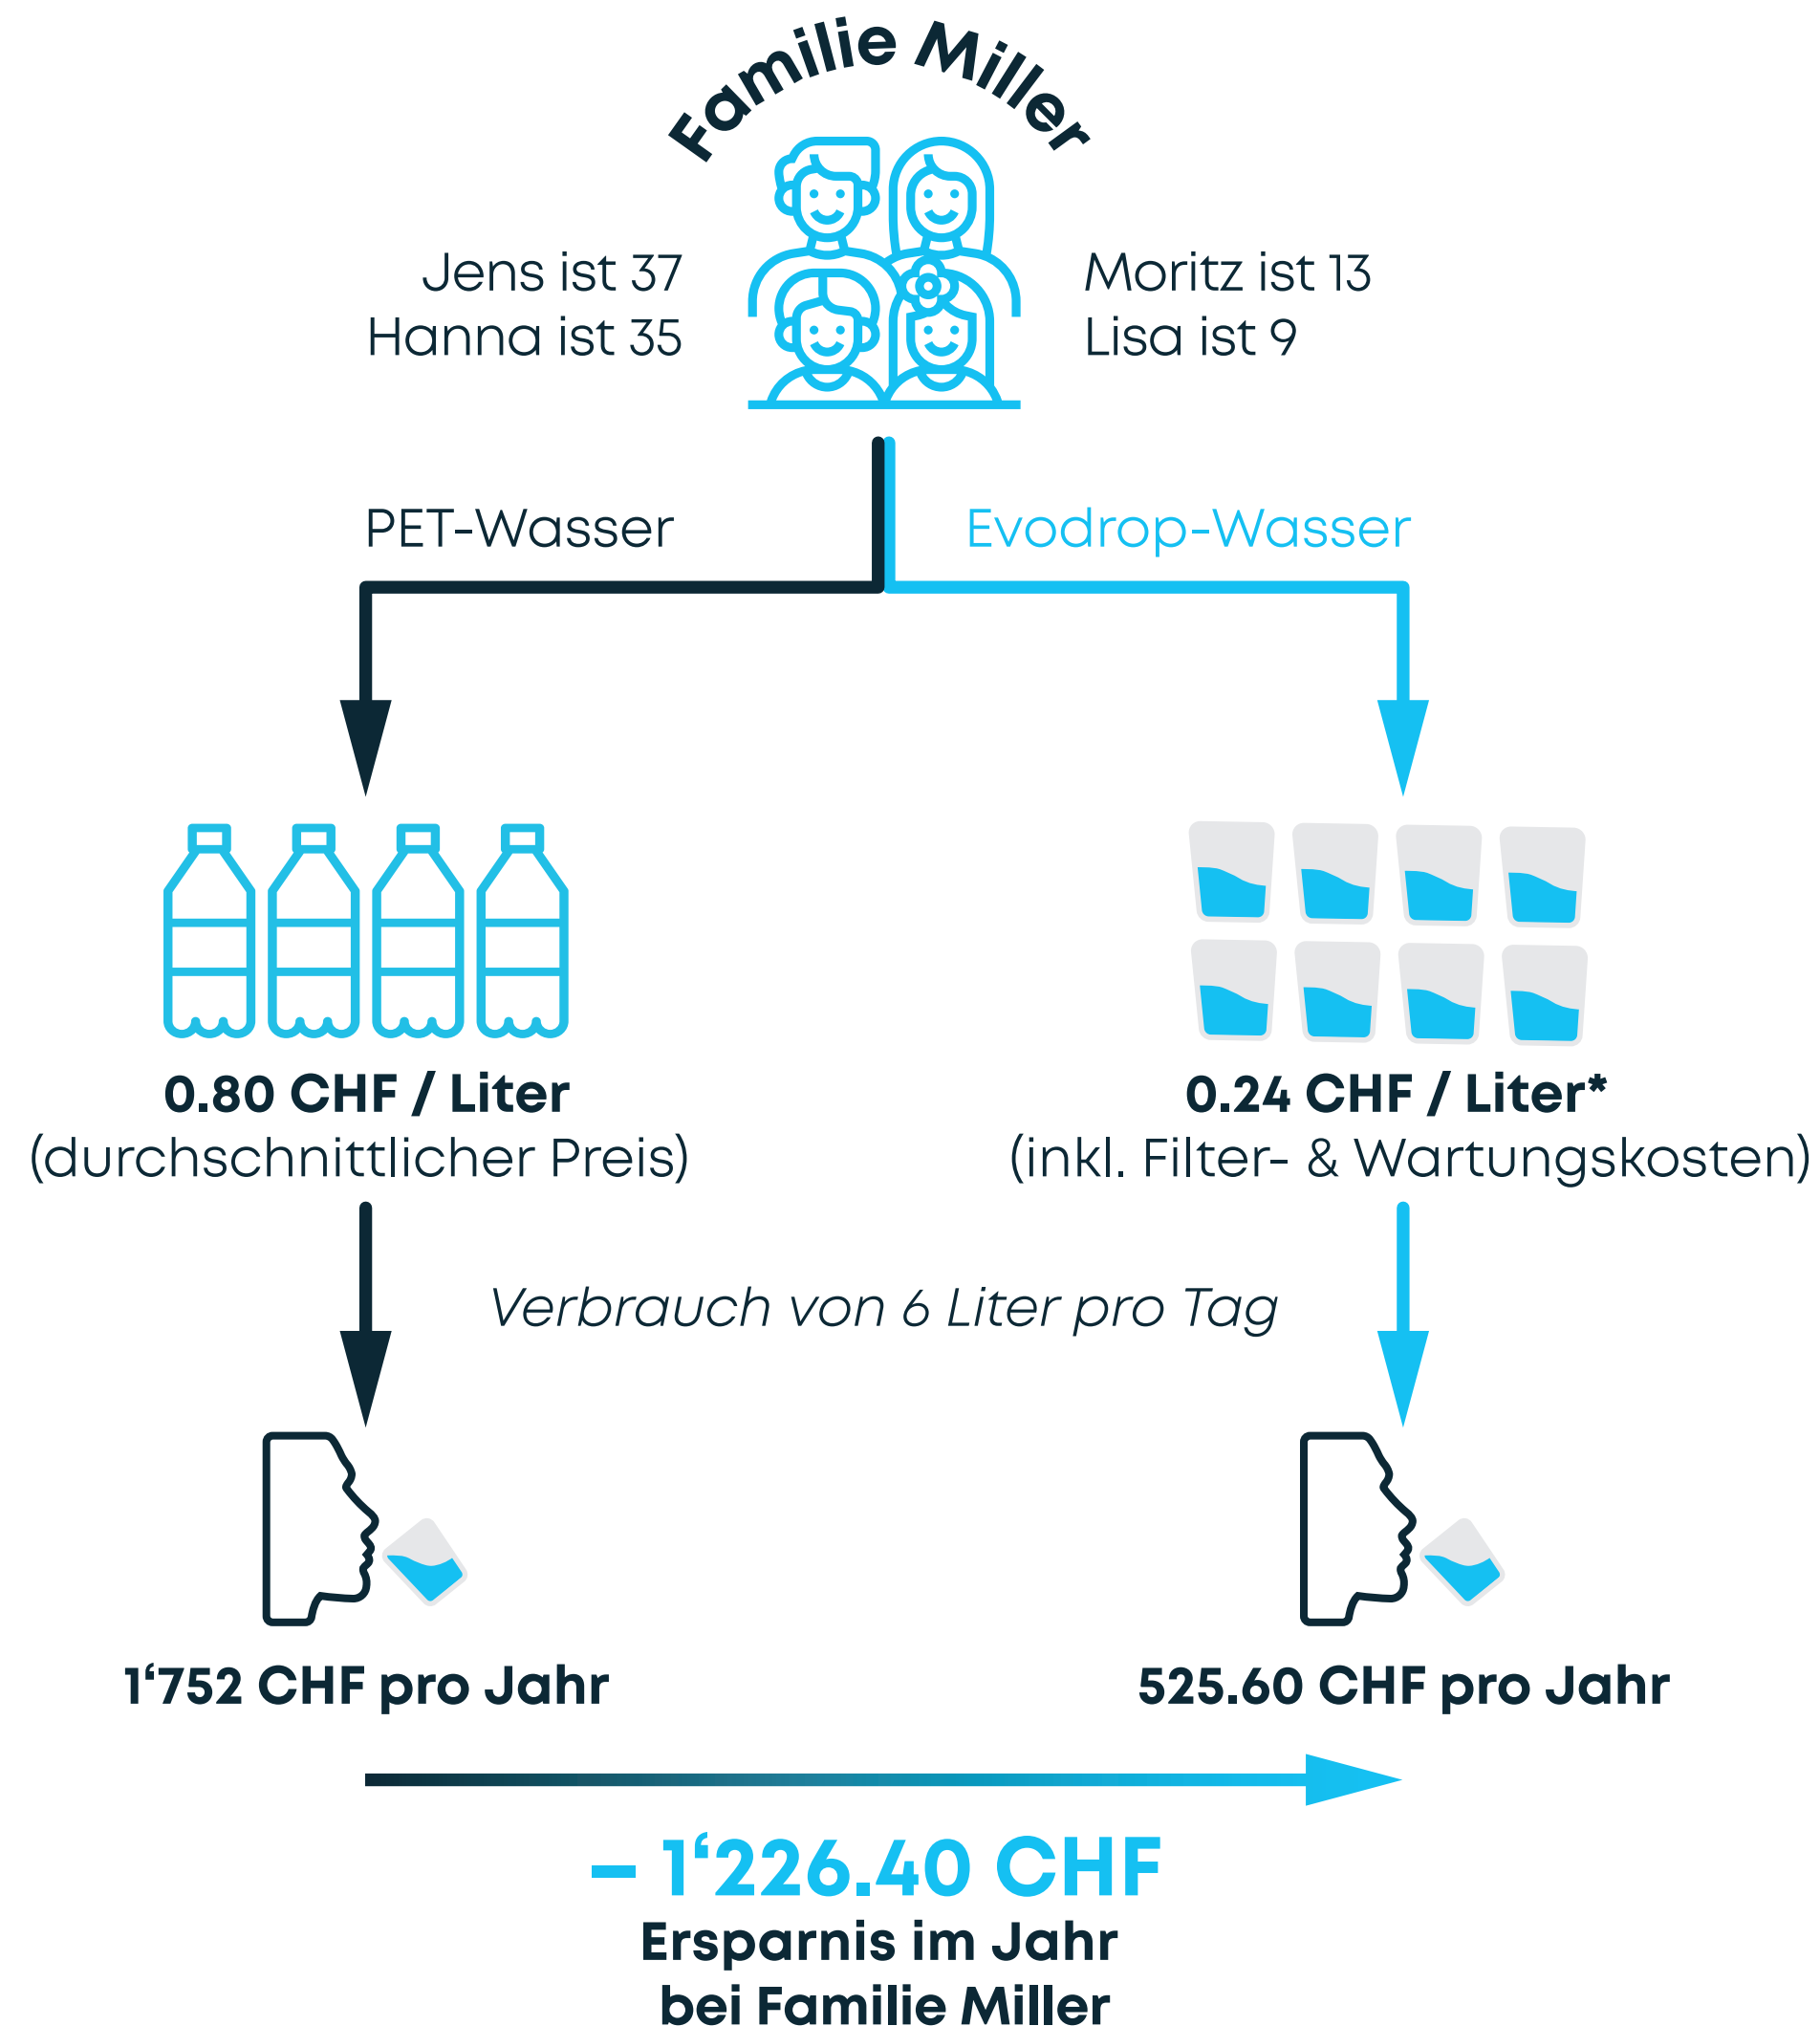 Familie Miller
Jens ist 37
Hanna ist 35
Moritz ist 13
Lisa ist 9
PET-Wasser
Evodrop-Wasser
0.80 CHF / Liter
(durchschnittlicher Preis)
0.24 CHF / Liter*
(inkl. Filter- & Wartungskosten)
Verbrauch von 6 Liter pro Tag
1‘752 CHF pro Jahr
525.60 CHF pro Jahr
– 1‘226.40 CHF
Ersparnis im Jahr
bei Familie Miller